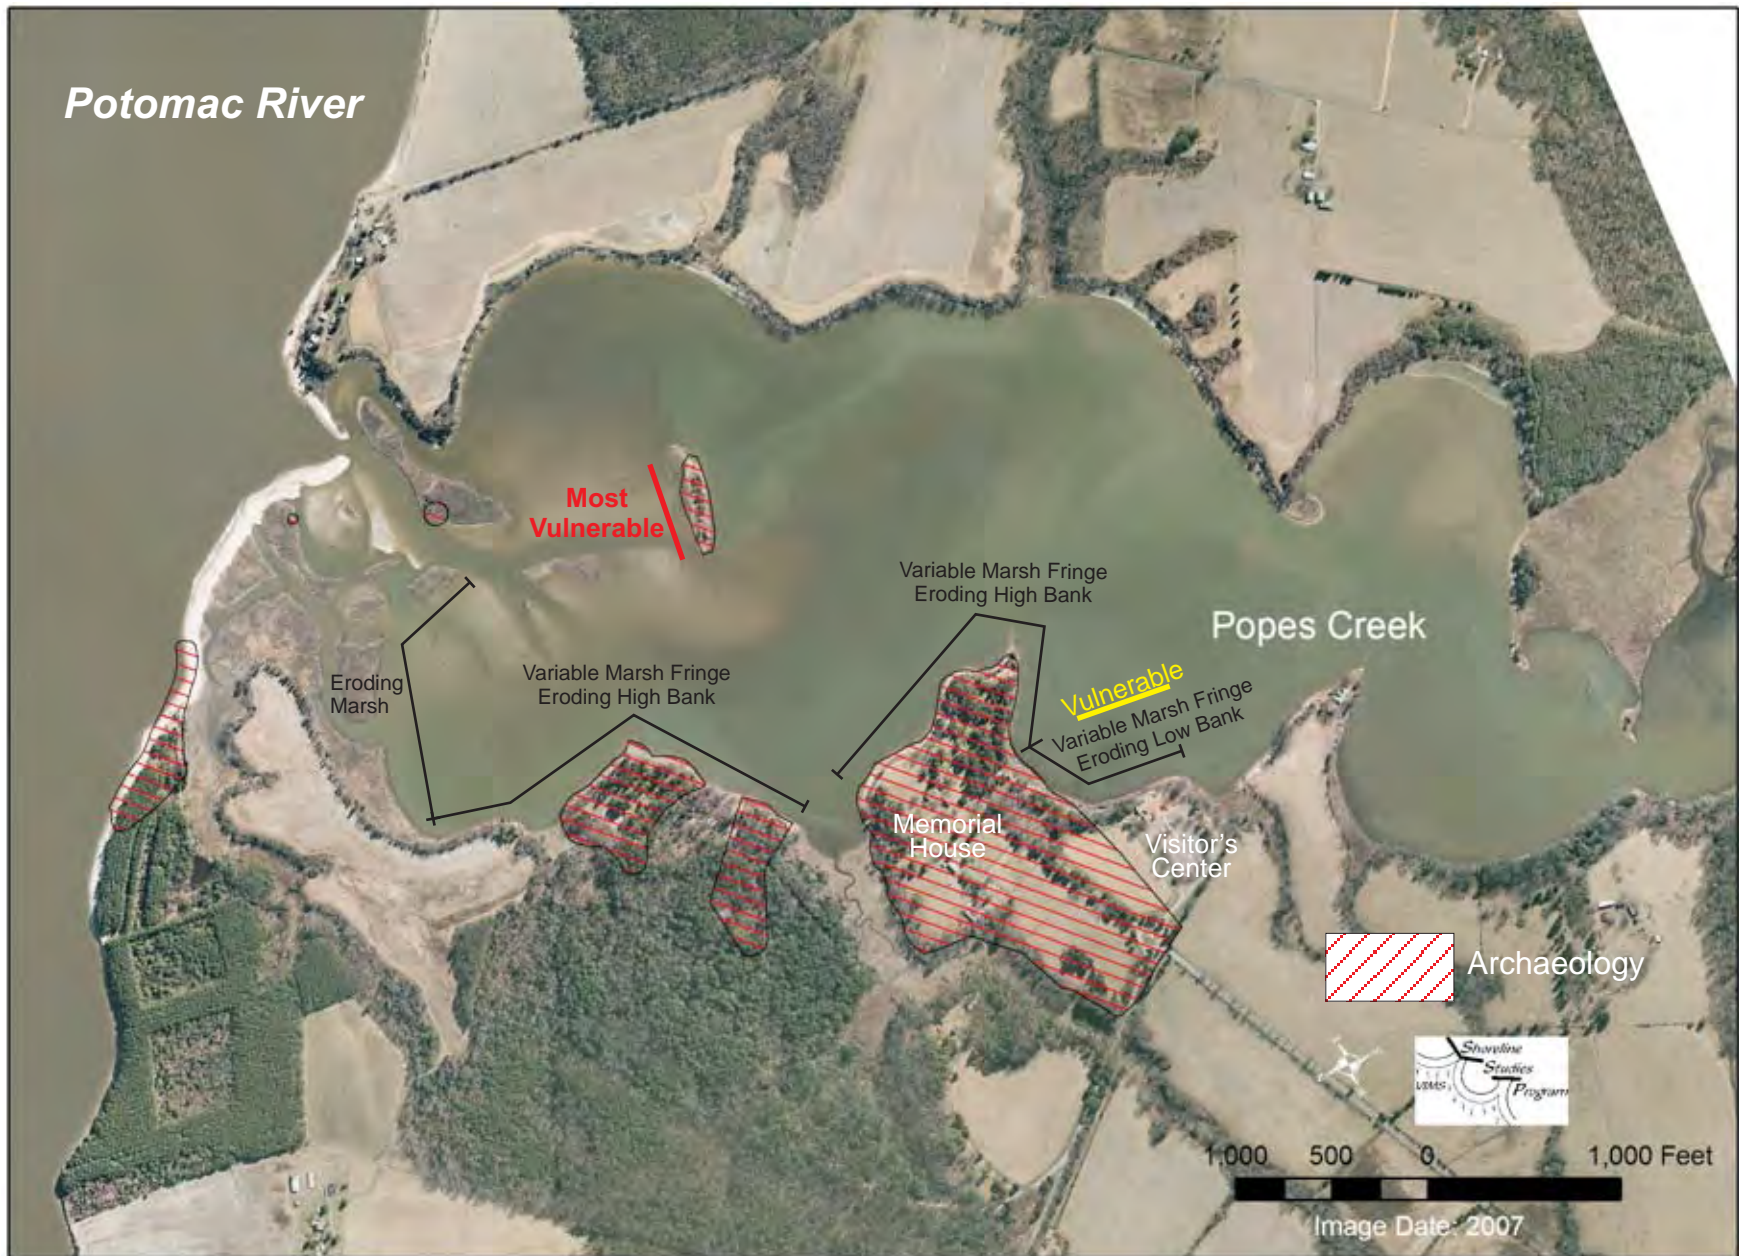 Potomac River
Most
Vulnerable
Variable Marsh Fringe
Eroding High Bank
Popes Creek
Eroding
Marsh
Variable Marsh Fringe
Eroding High Bank
Vulnerable
Variable Marsh Fringe
Eroding Low Bank
Memorial
House
Visitor's
Center
Archaeology
Shoreline
Studies
Program
VIMS
1,000 500 0 1,000 Feet
Image Date: 2007